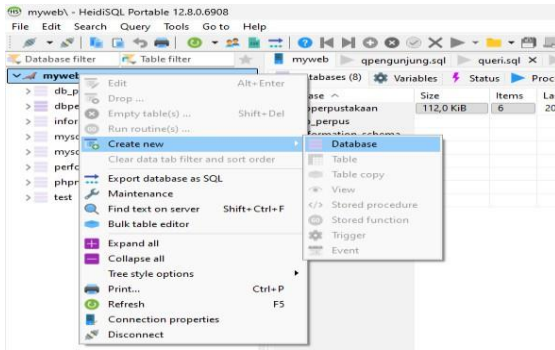 myweb\ - HeidiSQL Portable 12.8.0.6908
File Edit Search Query Tools Go to Help
Database filter Table filter myweb qpengunjung.sql queri.sql
myweb
tabases (8) Variables Status Proc
ase Size Items La
perpustakaan 112,0 KiB 6 20
_perpus
formation_schema
db_p
dbpe
infor
mysc
mysc
perfc
phpr
test
Edit Alt+Enter
Drop ...
Empty table(s) ... Shift+Del
Run routine(s) ...
Create new
Clear data tab filter and sort order
Export database as SQL
Maintenance
Find text on server Shift+Ctrl+F
Bulk table editor
Expand all
Collapse all
Tree style options
Print... Ctrl+P
Refresh F5
Connection properties
Disconnect
Database
Table
Table copy
View
Stored procedure
Stored function
Trigger
Event